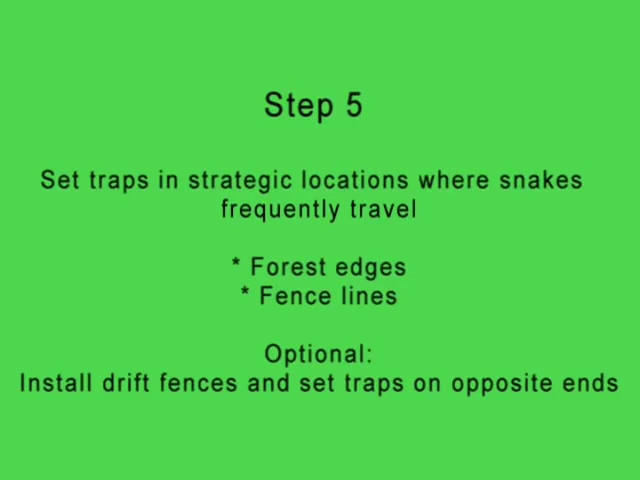 Step 5
Set traps in strategic locations where snakes
frequently travel
* Forest edges
* Fence lines
Optional:
Install drift fences and set traps on opposite ends